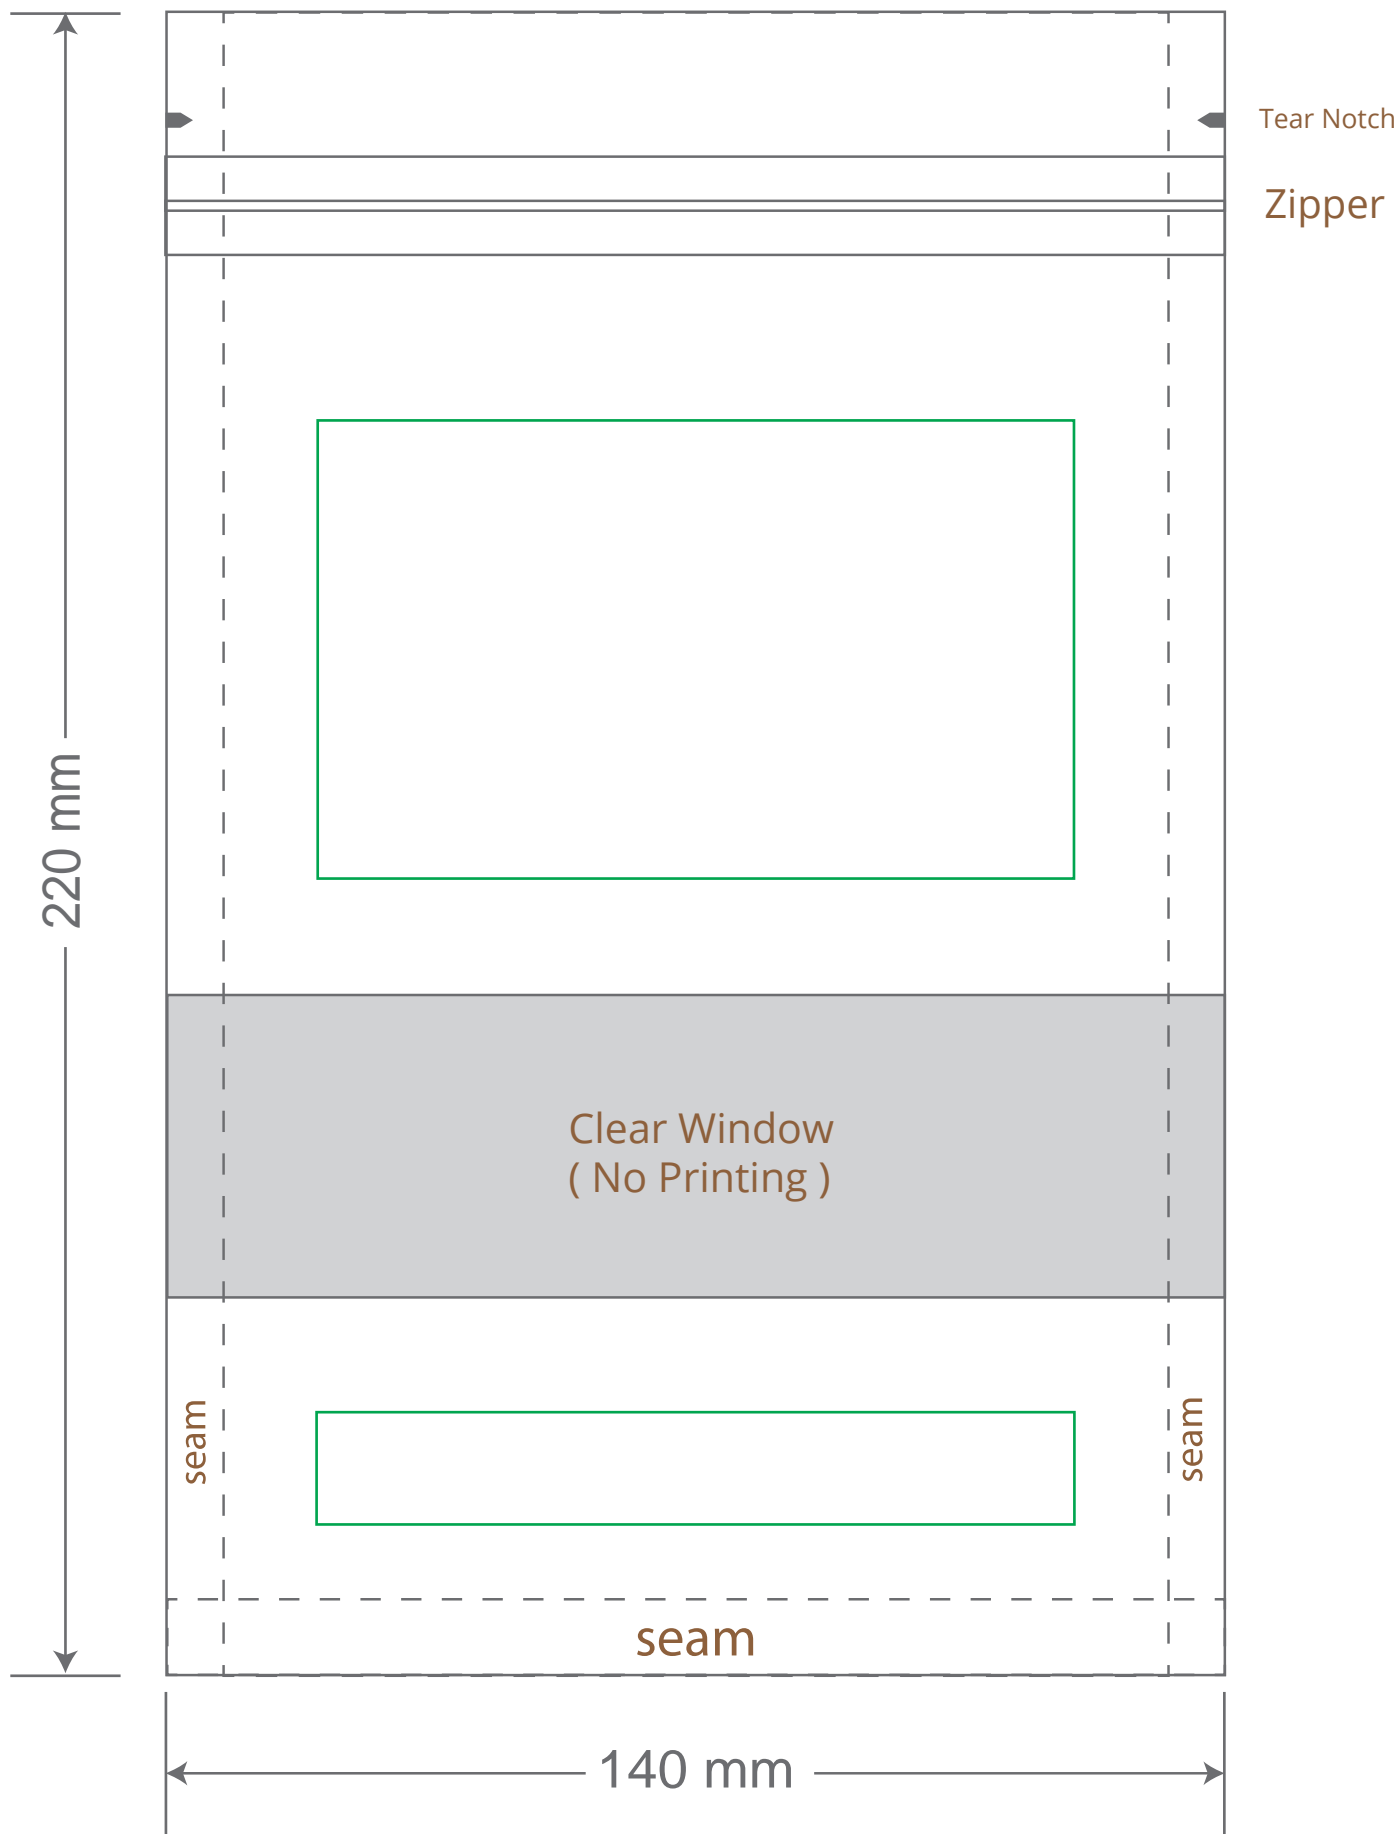 Tear Notch
Zipper
220 mm
Clear Window
( No Printing )
seam
seam
seam
140 mm